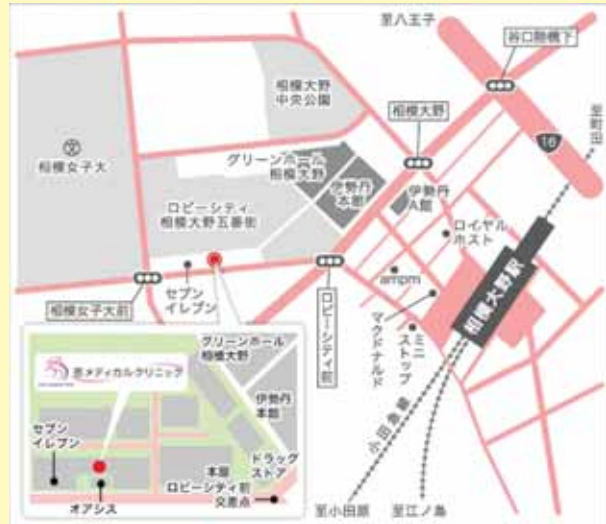 至八王子
谷口陸橋下
相模大野
中央公園
相模大野
至町田
16
相模女子大
グリーンホール
相模大野
伊勢丹
本館
伊勢丹
A館
ロビーシティ
相模大野五番街
ロイヤル
ホスト
ampm
セブン
イレブン
相模女子大前
ロビーシティ前
マクドナルド
ミニ
ストップ
相模大野駅
小田急線
グリーンホール
相模大野
メディカルクリニック
伊勢丹
本館
セブン
イレブン
ドラッグ
ストア
本屋
ロビーシティ前
交差点
オアシス
至小田原
至江ノ島